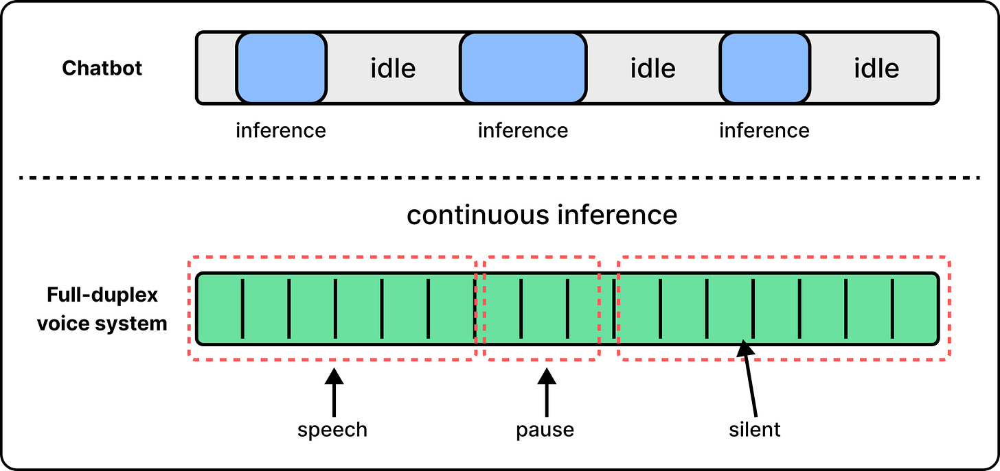 Chatbot
idle
idle
idle
inference
inference
inference
continuous inference
Full-duplex
voice system
speech
pause
silent